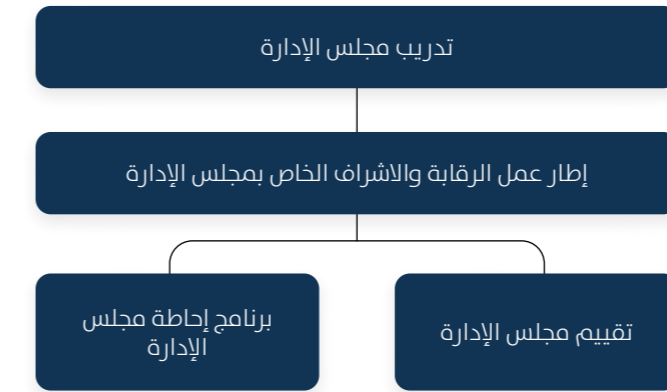 تدريب مجلس الإدارة
إطار عمل الرقابة والاشراف الخاص بمجلس الإدارة
تقييم مجلس الإدارة
برنامج إحاطة مجلس
الإدارة